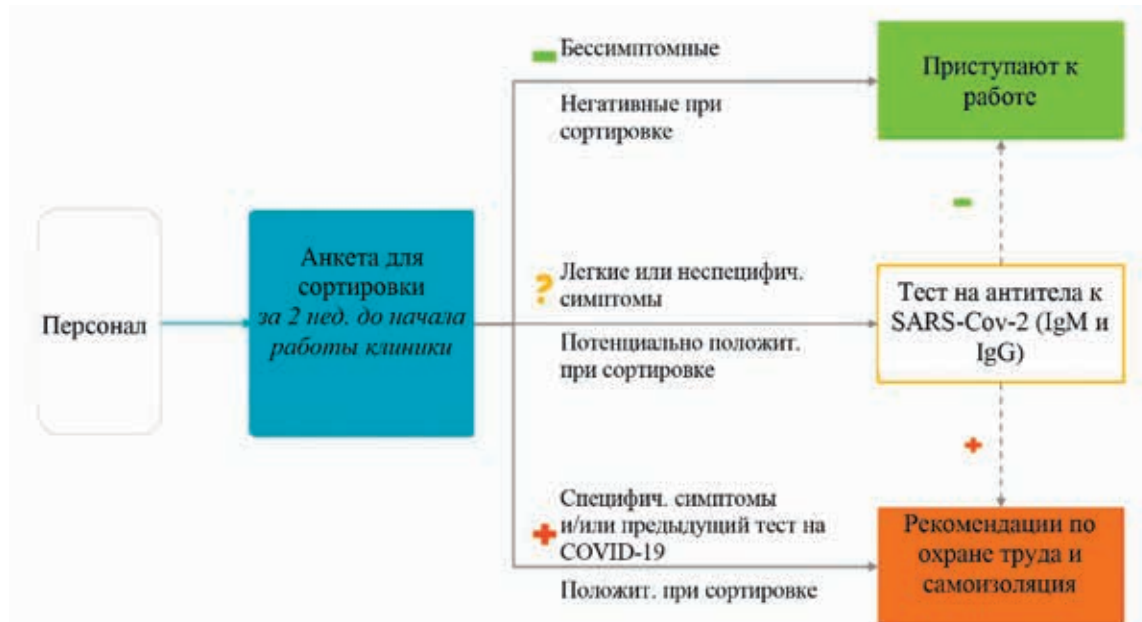 Персонал
Анкета для
сортировки
за 2 нед. до начала
работы клиники
Бессимптомные
Негативные при
сортировке
Приступают к
работе
Легкие или неспецифич.
симптомы
Потенциально положит.
при сортировке
Тест на антитела к
SARS-Cov-2 (IgM и
IgG)
Специфич. симптомы
и/или предыдущий тест на
COVID-19
Положит. при сортировке
Рекомендации по
охране труда и
самоизоляция